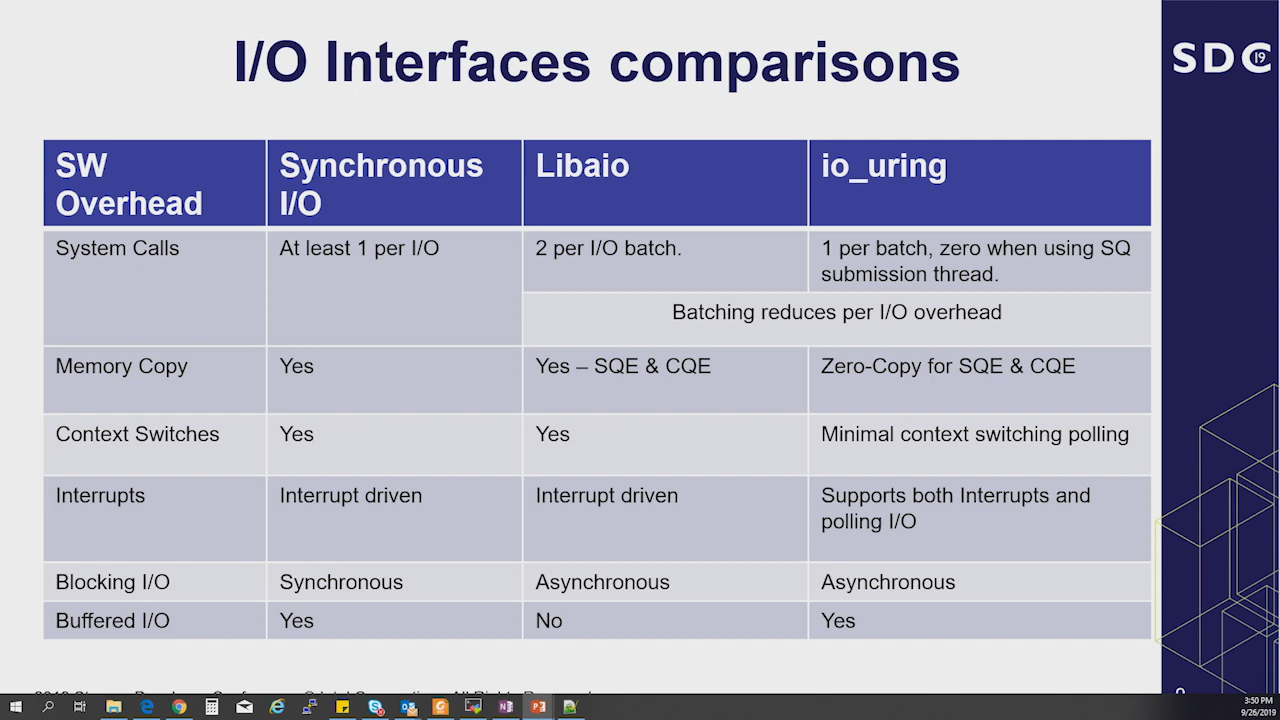 I/O Interfaces comparisons
SDC 19
SW Overhead
Synchronous I/O
Libaio
io_uring
System Calls
At least 1 per I/O
2 per I/O batch.
1 per batch, zero when using SQ
submission thread.
Batching reduces per I/O overhead
Memory Copy
Yes
Yes – SQE & CQE
Zero-Copy for SQE & CQE
Context Switches
Yes
Yes
Minimal context switching polling
Interrupts
Interrupt driven
Interrupt driven
Supports both Interrupts and
polling I/O
Blocking I/O
Synchronous
Asynchronous
Asynchronous
Buffered I/O
Yes
No
Yes
3:50 PM
9/26/2019